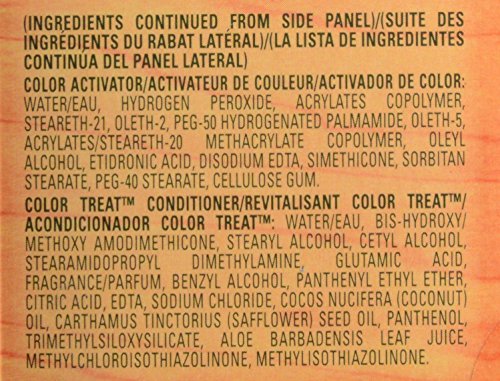 (INGREDIENTS CONTINUED FROM SIDE PANEL)/(SUITE DES
INGRÉDIENTS DU RABAT LATÉRAL)/(LA LISTA DE INGREDIENTES
CONTINÚA DEL PANEL LATERAL)
COLOR ACTIVATOR/ACTIVATEUR DE COULEUR/ACTIVADOR DE COLOR:
WATER/EAU, HYDROGEN PEROXIDE, ACRYLATES COPOLYMER,
STEARETH-21, OLETH-2, PEG-50 HYDROGENATED PALMAMIDE, OLETH-5,
ACRYLATES/STEARETH-20 METHACRYLATE COPOLYMER, OLEYL
ALCOHOL, ETIDRONIC ACID, DISODIUM EDTA, SIMETHICONE, SORBITAN
STEARATE, PEG-40 STEARATE, CELLULOSE GUM.
COLOR TREAT™ CONDITIONER/REVITALISANT COLOR TREAT™/
ACONDICIONADOR COLOR TREAT™: WATER/EAU, BIS-HYDROXY/
METHOXY AMODIMETHICONE, STEARYL ALCOHOL, CETYL ALCOHOL,
STEARAMIDOPROPYL DIMETHYLAMINE, GLUTAMIC ACID,
FRAGRANCE/PARFUM, BENZYL ALCOHOL, PANTHENYL ETHYL ETHER,
CITRIC ACID, EDTA, SODIUM CHLORIDE, COCOS NUCIFERA (COCONUT)
OIL, CARTHAMUS TINCTORIUS (SAFFLOWER) SEED OIL, PANTHENOL,
TRIMETHYLSILOXYSILICATE, ALOE BARBADENSIS LEAF JUICE,
METHYLCHLOROISOTHIAZOLINONE, METHYLISOTHIAZOLINONE.